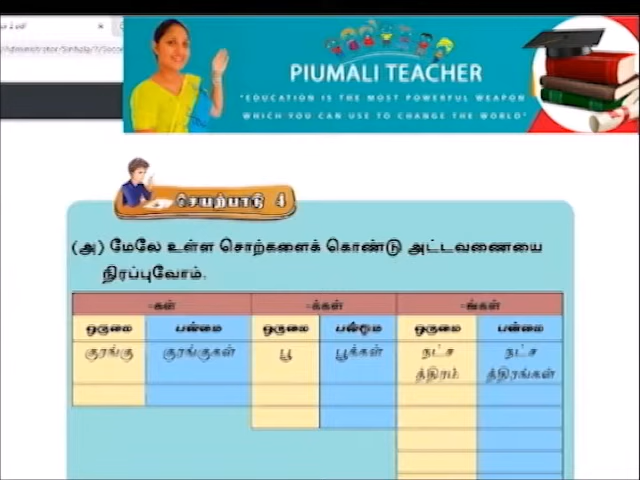 2.pdf
PIUMALI TEACHER
"EDUCATION IS THE MOST POWERFUL WEAPON
WHICH YOU CAN USE TO CHANGE THE WORLD"
செயற்பாடு 4
(அ) மேலே உள்ள சொற்களைக் கொண்டு அட்டவணையை
நிரப்புவோம்.
-கள் -க்கள் -ங்கள்
ஒருமை பன்மை ஒருமை பன்மை ஒருமை பன்மை
குரங்கு குரங்குகள் பூ பூக்கள் நட்ச நட்ச
த்திரம் த்திரங்கள்